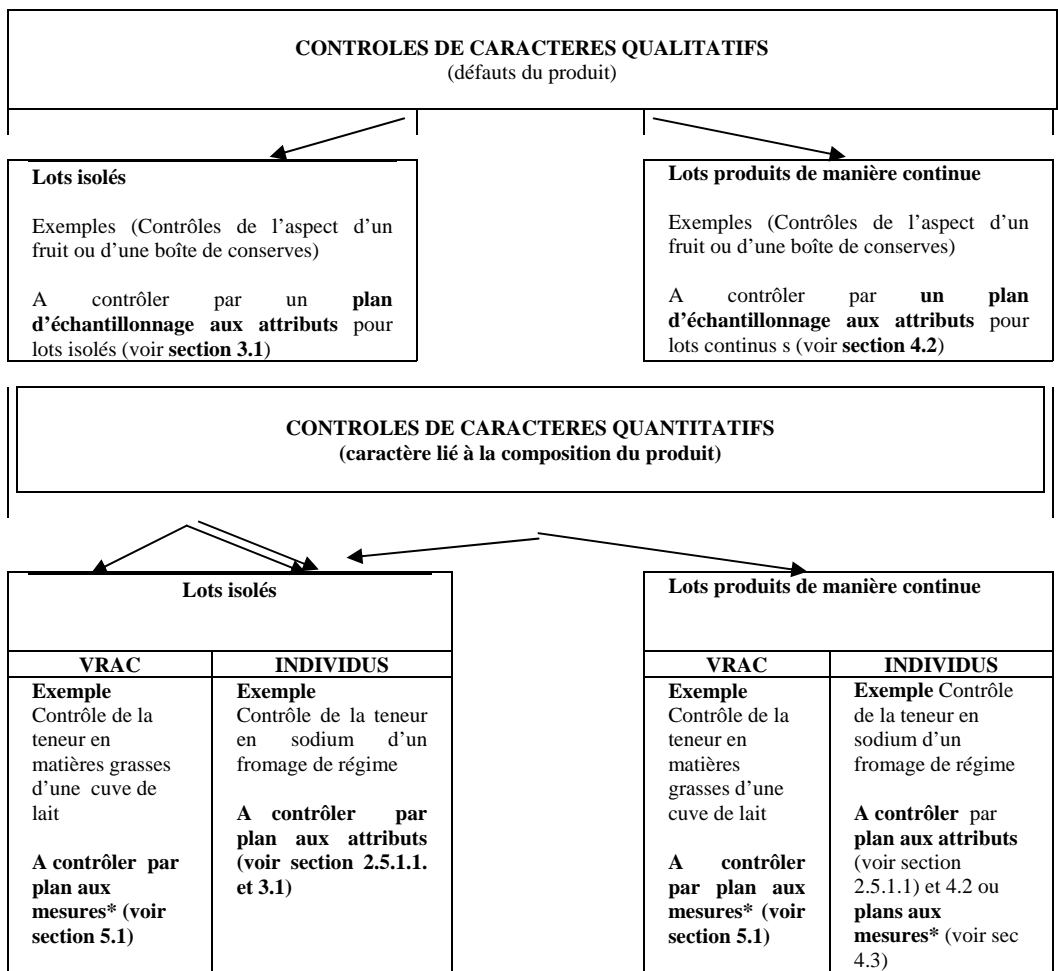 CONTROLES DE CARACTERES QUALITATIFS
(défauts du produit)
Lots isolés
Exemples (Contrôles de l'aspect d'un
fruit ou d'une boîte de conserves)
A contrôler par un plan
d'échantillonnage aux attributs pour
lots isolés (voir section 3.1)
Lots produits de manière continue
Exemples (Contrôles de l'aspect d'un
fruit ou d'une boîte de conserves)
A contrôler par un plan
d'échantillonnage aux attributs pour
lots continus s (voir section 4.2)
CONTROLES DE CARACTERES QUANTITATIFS
(caractère lié à la composition du produit)
Lots isolés
VRAC
Exemple
Contrôle de la
teneur en
matières grasses
d'une cuve de
lait
A contrôler par
plan aux
mesures* (voir
section 5.1)
INDIVIDUS
Exemple
Contrôle de la teneur
en sodium d'un
fromage de régime
A contrôler par
plan aux attributs
(voir section 2.5.1.1.
et 3.1)
Lots produits de manière continue
VRAC
Exemple
Contrôle de la
teneur en
matières
grasses d'une
cuve de lait
A contrôler
par plan aux
mesures* (voir
section 5.1)
INDIVIDUS
Exemple Contrôle
de la teneur en
sodium d'un
fromage de régime
A contrôler par
plan aux attributs
(voir section
2.5.1.1) et 4.2 ou
plans aux
mesures* (voir sec
4.3)